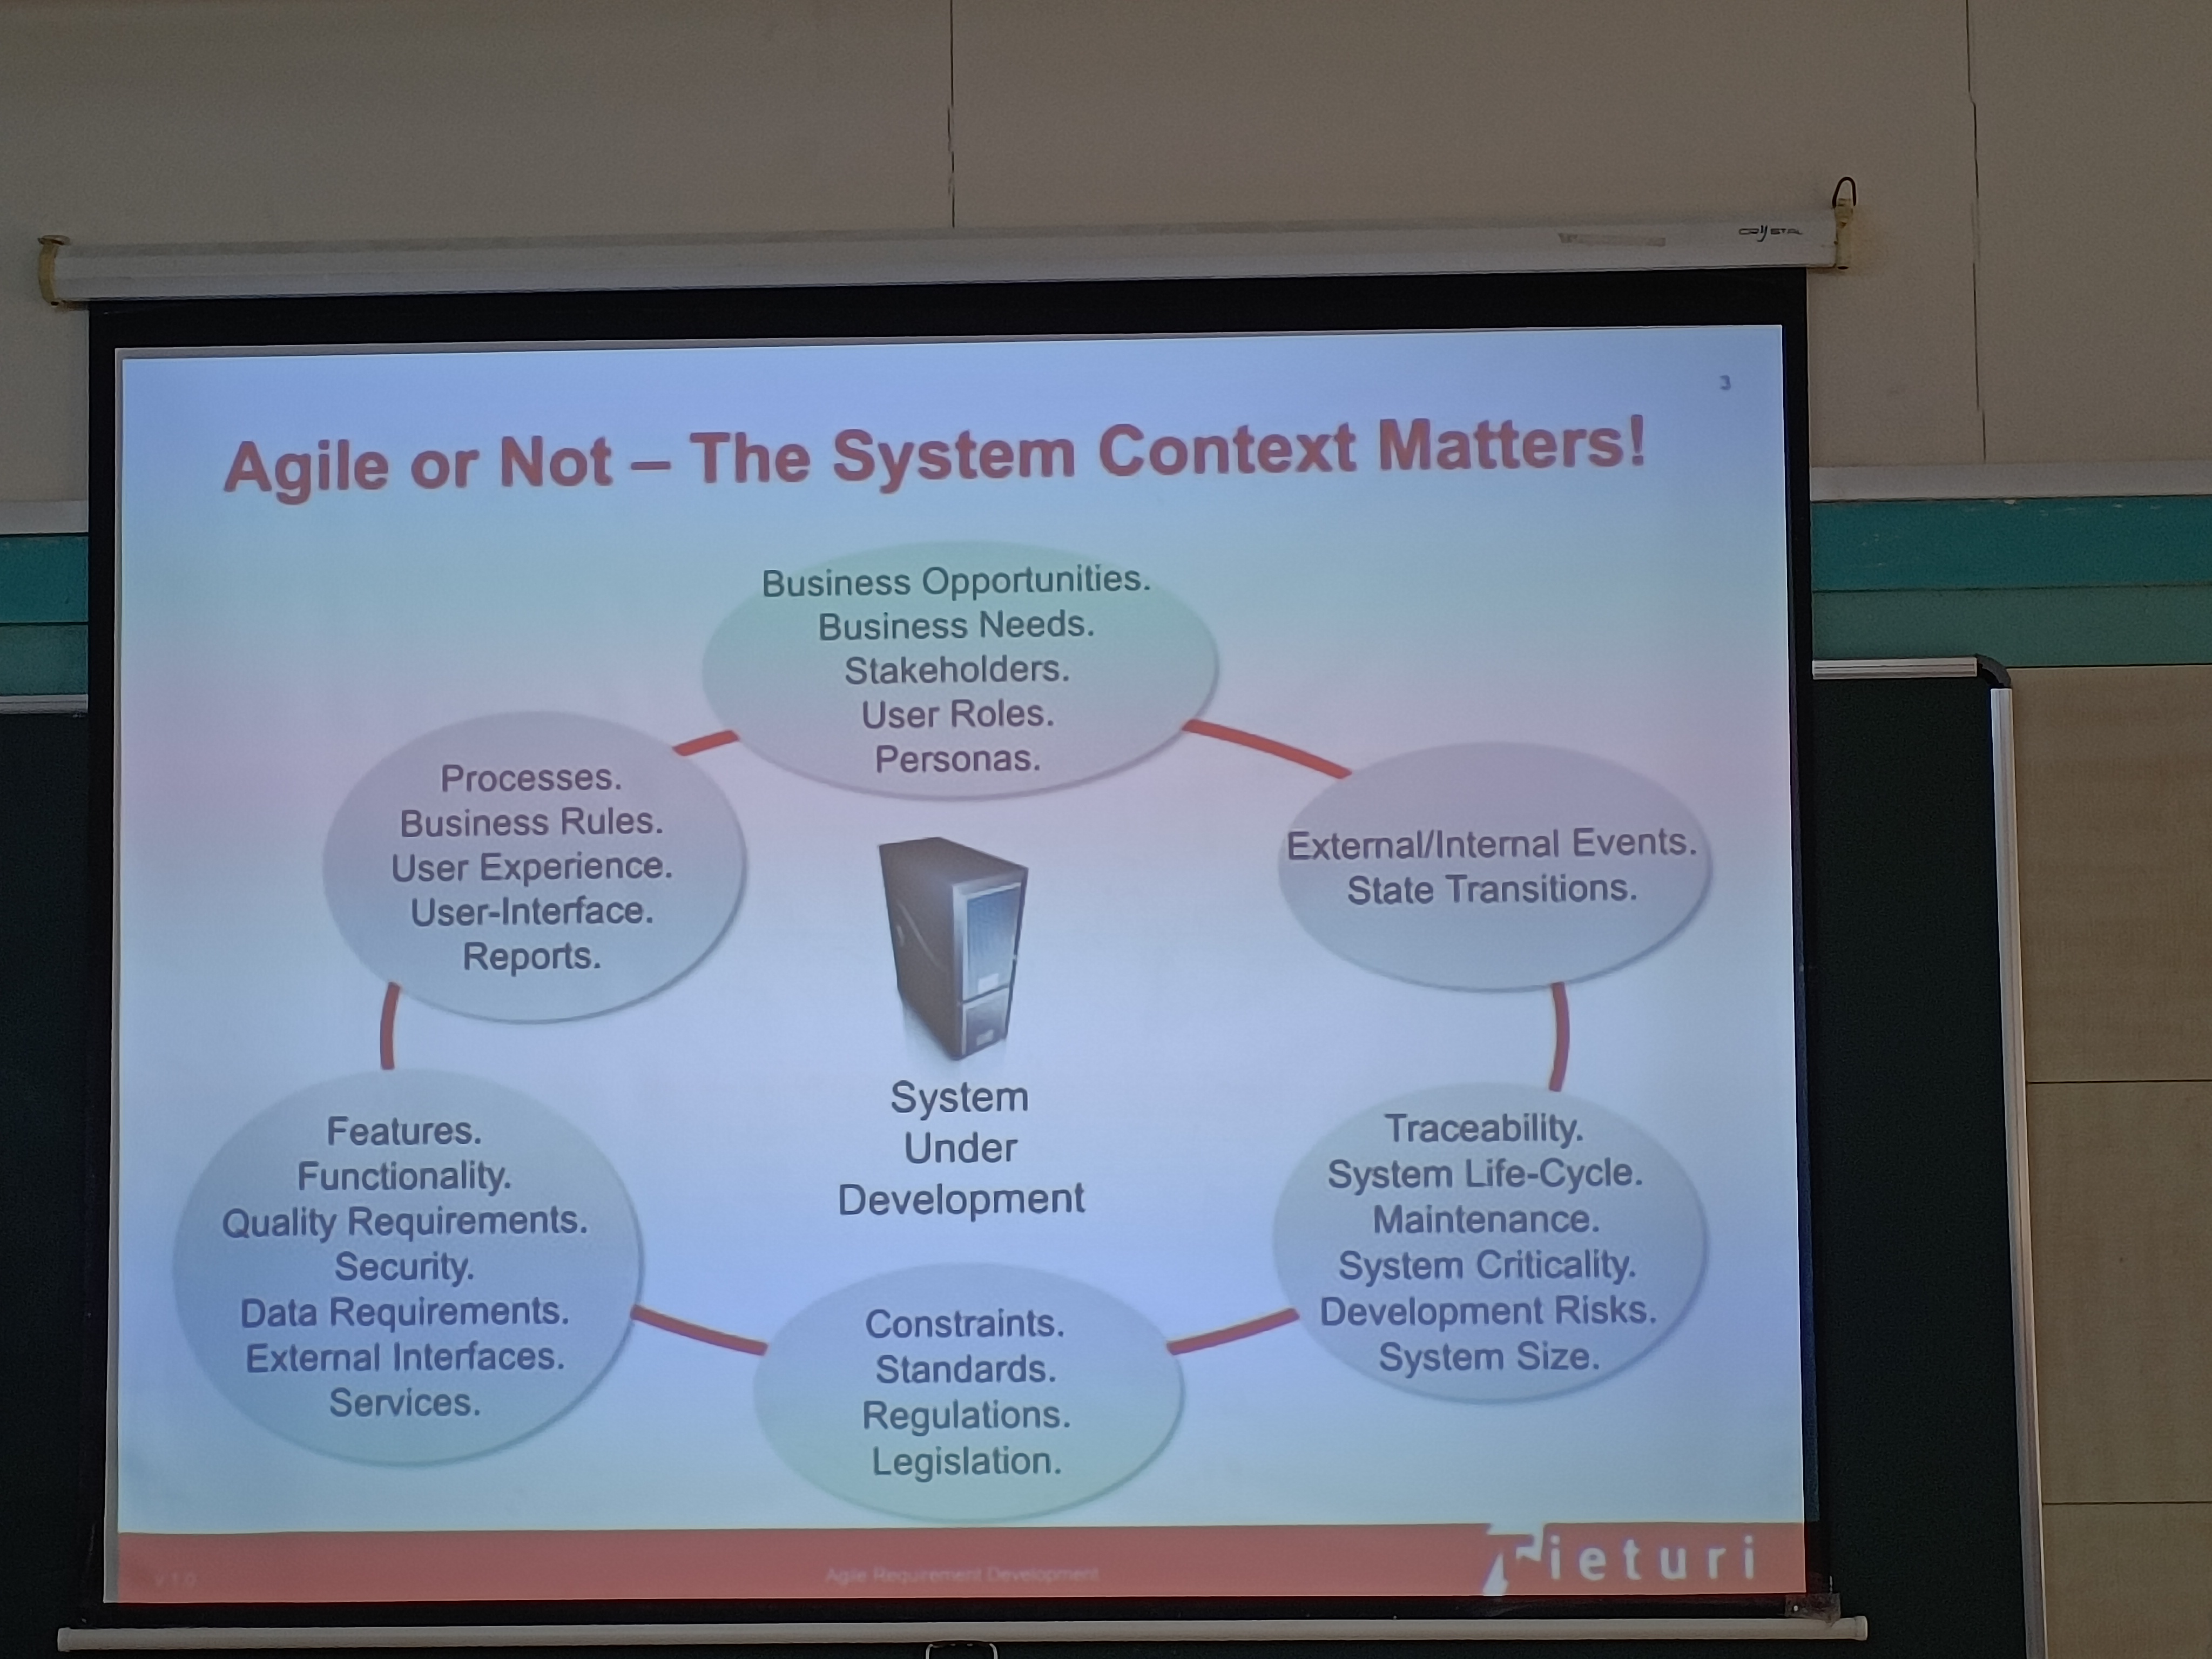 CRYSTAL
3
Agile or Not – The System Context Matters!
Business Opportunities.
Business Needs.
Stakeholders.
User Roles.
Personas.
Processes.
Business Rules.
User Experience.
User-Interface.
Reports.
External/Internal Events.
State Transitions.
System
Under
Development
Features.
Functionality.
Quality Requirements.
Security.
Data Requirements.
External Interfaces.
Services.
Traceability.
System Life-Cycle.
Maintenance.
System Criticality.
Development Risks.
System Size.
Constraints.
Standards.
Regulations.
Legislation.
V 1.0
Agile Requirement Development
Tieturi